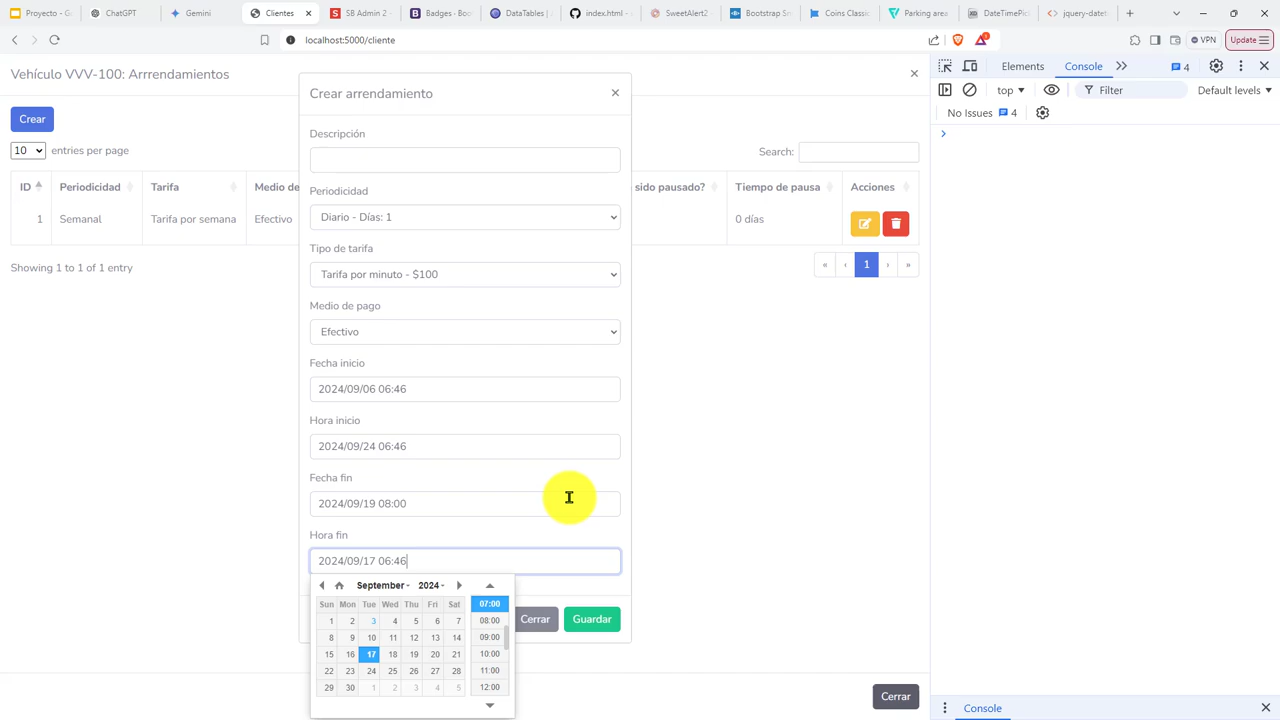 Proyecto - G
ChatGPT
Gemini
Clientes
SB Admin 2
Badges - B
DataTables |
index.html -
SweetAlert2
Bootstrap Sn
Coins Classic
Parking area
DateTimePick
jquery-datet
localhost:5000/cliente
VPN
Update
Vehículo VVV-100: Arrrendamientos
Crear
10 entries per page
Search:
ID Periodicidad Tarifa Medio de sido pausado? Tiempo de pausa Acciones
1 Semanal Tarifa por semana Efectivo 0 días
Showing 1 to 1 of 1 entry
« ‹ 1 › »
Crear arrendamiento
Descripción
Periodicidad
Diario - Días: 1
Tipo de tarifa
Tarifa por minuto - $100
Medio de pago
Efectivo
Fecha inicio
2024/09/06 06:46
Hora inicio
2024/09/24 06:46
Fecha fin
2024/09/19 08:00
Hora fin
2024/09/17 06:46
September 2024
Sun Mon Tue Wed Thu Fri Sat
1 2 3 4 5 6 7
8 9 10 11 12 13 14
15 16 17 18 19 20 21
22 23 24 25 26 27 28
29 30 1 2 3 4 5
07:00
08:00
09:00
10:00
11:00
12:00
Cerrar
Guardar
Cerrar
Elements
Console
4
top
Filter
Default levels
No Issues 4
Console